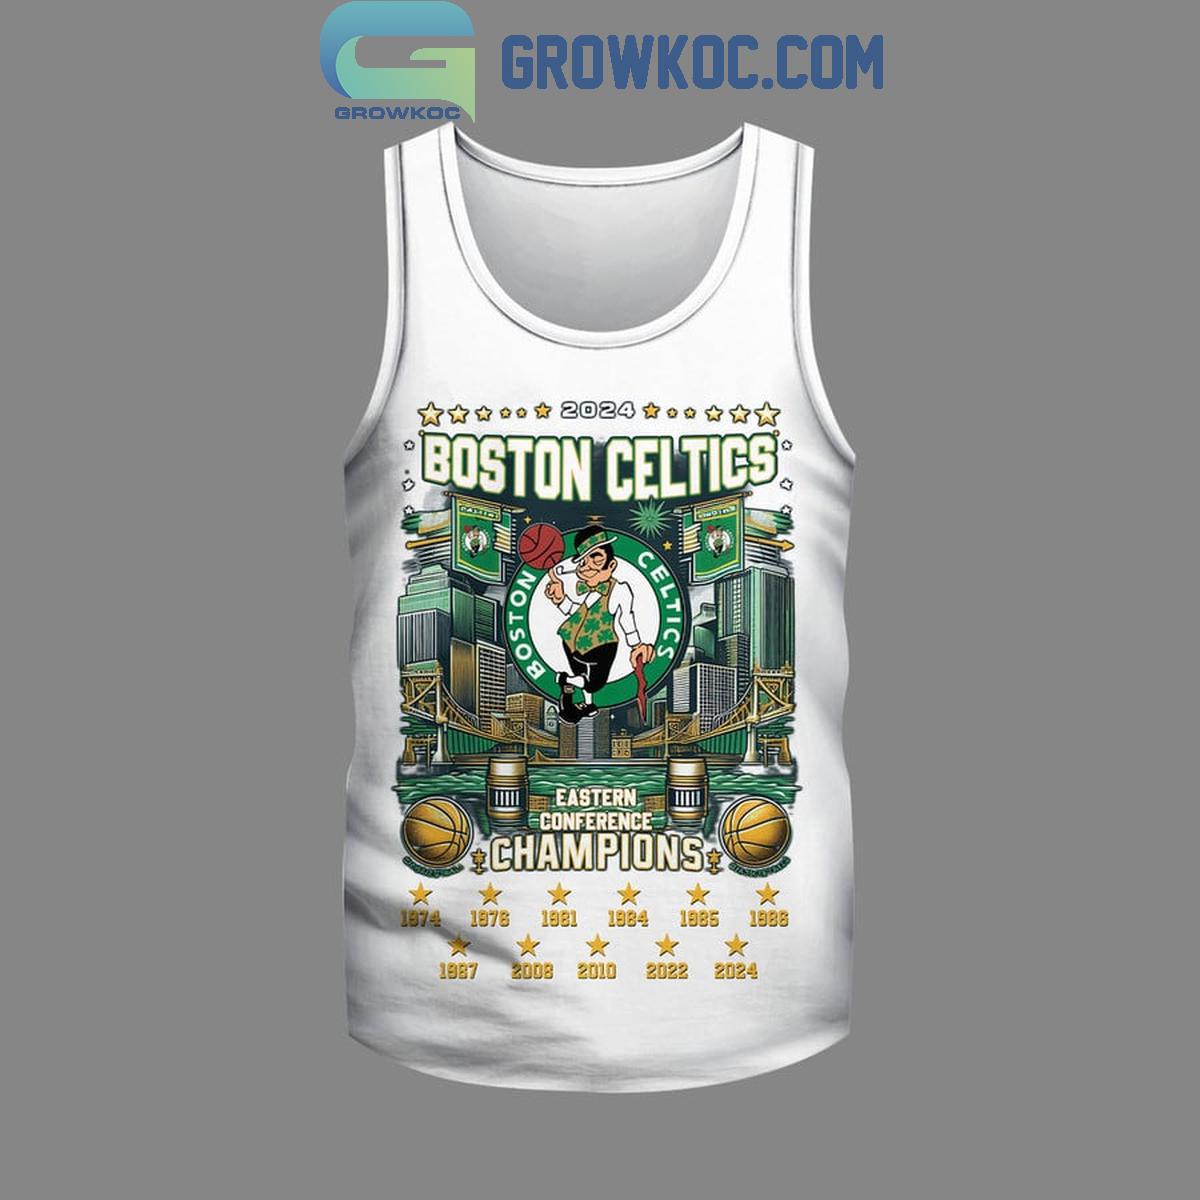 GROWKOC
GROWKOC.COM
2024
BOSTON CELTICS
BOSTON
CELTICS
EASTERN
CONFERENCE
CHAMPIONS
1974 1976 1981 1984 1985 1986
1987 2008 2010 2022 2024